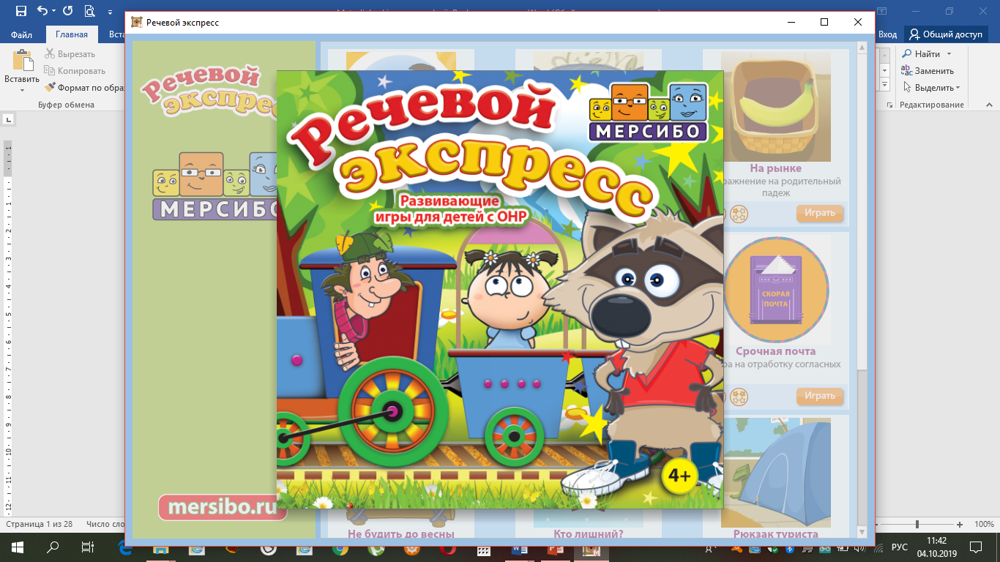 Речевой экспресс
Файл
Главная
Вста
Вход
Общий доступ
Вставить
Вырезать
Копировать
Формат по обра
Буфер обмена
Найти
Заменить
Выделить
Редактирование
Речевой
экспресс
МЕРСИБО
mersibo.ru
Речевой
экспресс
Развивающие
игры для детей с ОНР
МЕРСИБО
4+
На рынке
ражнение на родительный
падеж
Играть
СКОРАЯ
ПОЧТА
Срочная почта
ра на отработку согласных
Играть
Не будить до весны
Кто лишний?
Рюкзак туриста
Страница 1 из 28
Число сло
100%
РУС
11:42
04.10.2019